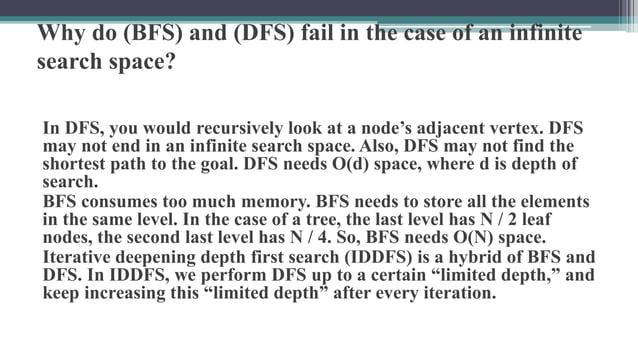 Why do (BFS) and (DFS) fail in the case of an infinite
search space?
In DFS, you would recursively look at a node’s adjacent vertex. DFS
may not end in an infinite search space. Also, DFS may not find the
shortest path to the goal. DFS needs O(d) space, where d is depth of
search.
BFS consumes too much memory. BFS needs to store all the elements
in the same level. In the case of a tree, the last level has N / 2 leaf
nodes, the second last level has N / 4. So, BFS needs O(N) space.
Iterative deepening depth first search (IDDFS) is a hybrid of BFS and
DFS. In IDDFS, we perform DFS up to a certain “limited depth,” and
keep increasing this “limited depth” after every iteration.